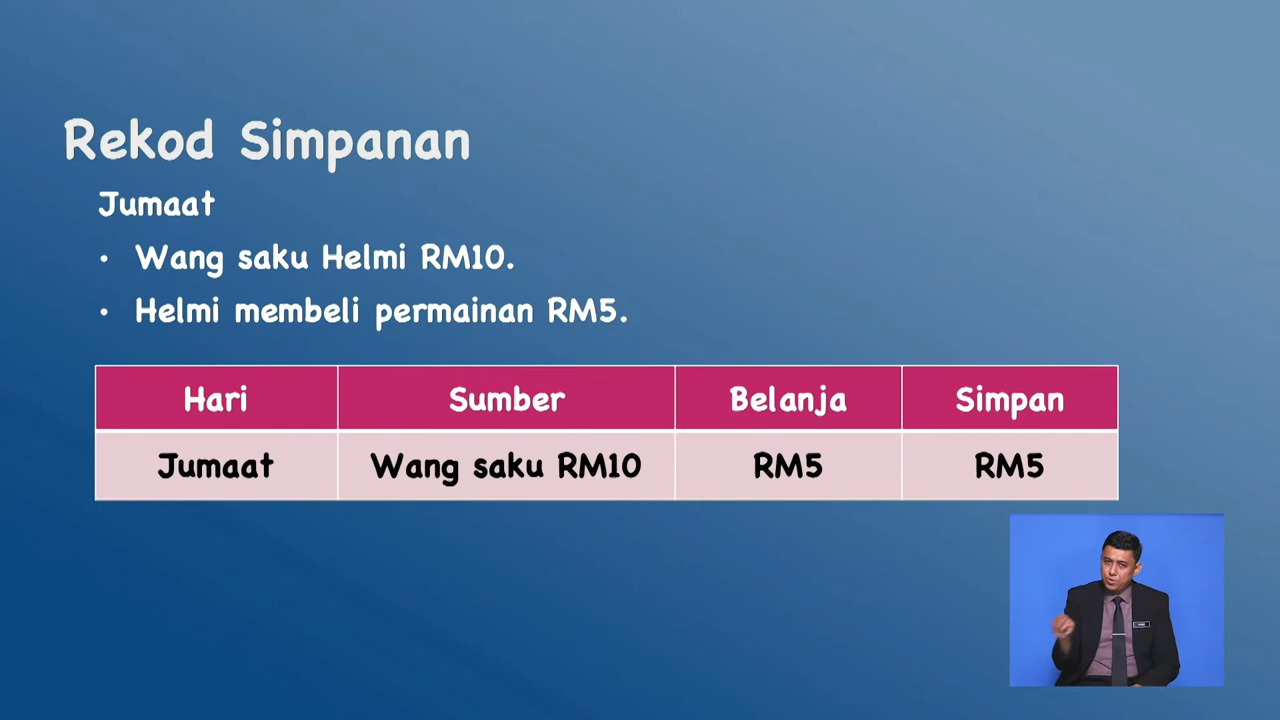 Rekod Simpanan
Jumaat
• Wang saku Helmi RM10.
• Helmi membeli permainan RM5.
Hari Sumber Belanja Simpan
Jumaat Wang saku RM10 RM5 RM5